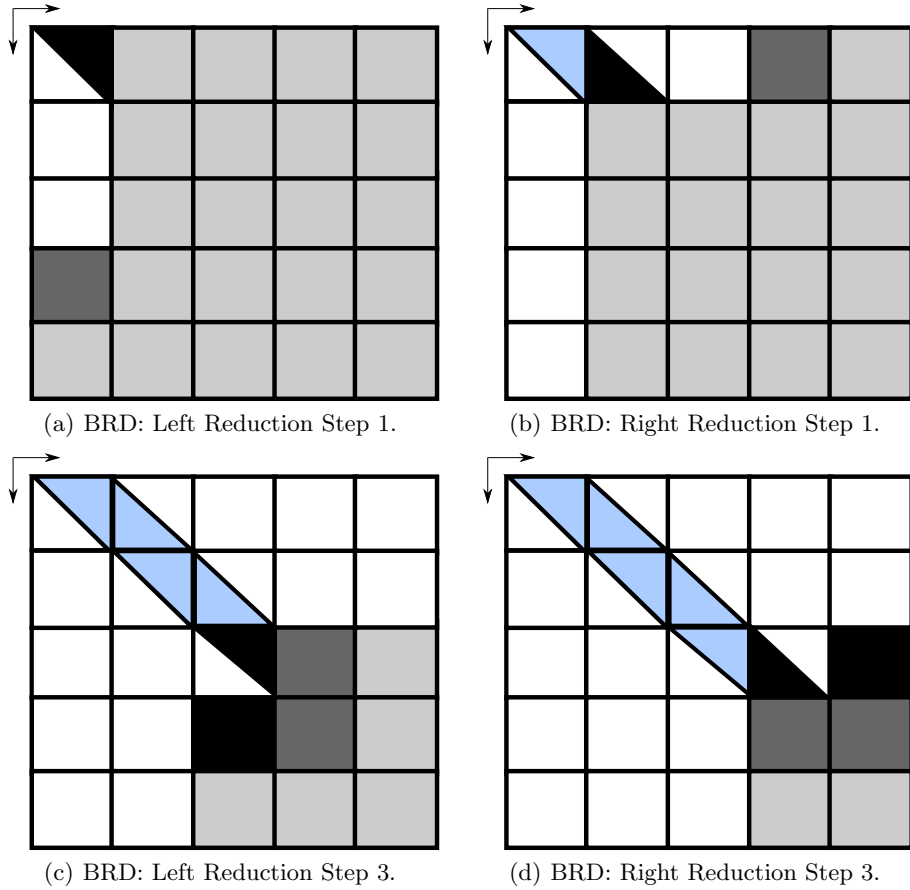 (a) BRD: Left Reduction Step 1.
(b) BRD: Right Reduction Step 1.
(c) BRD: Left Reduction Step 3.
(d) BRD: Right Reduction Step 3.